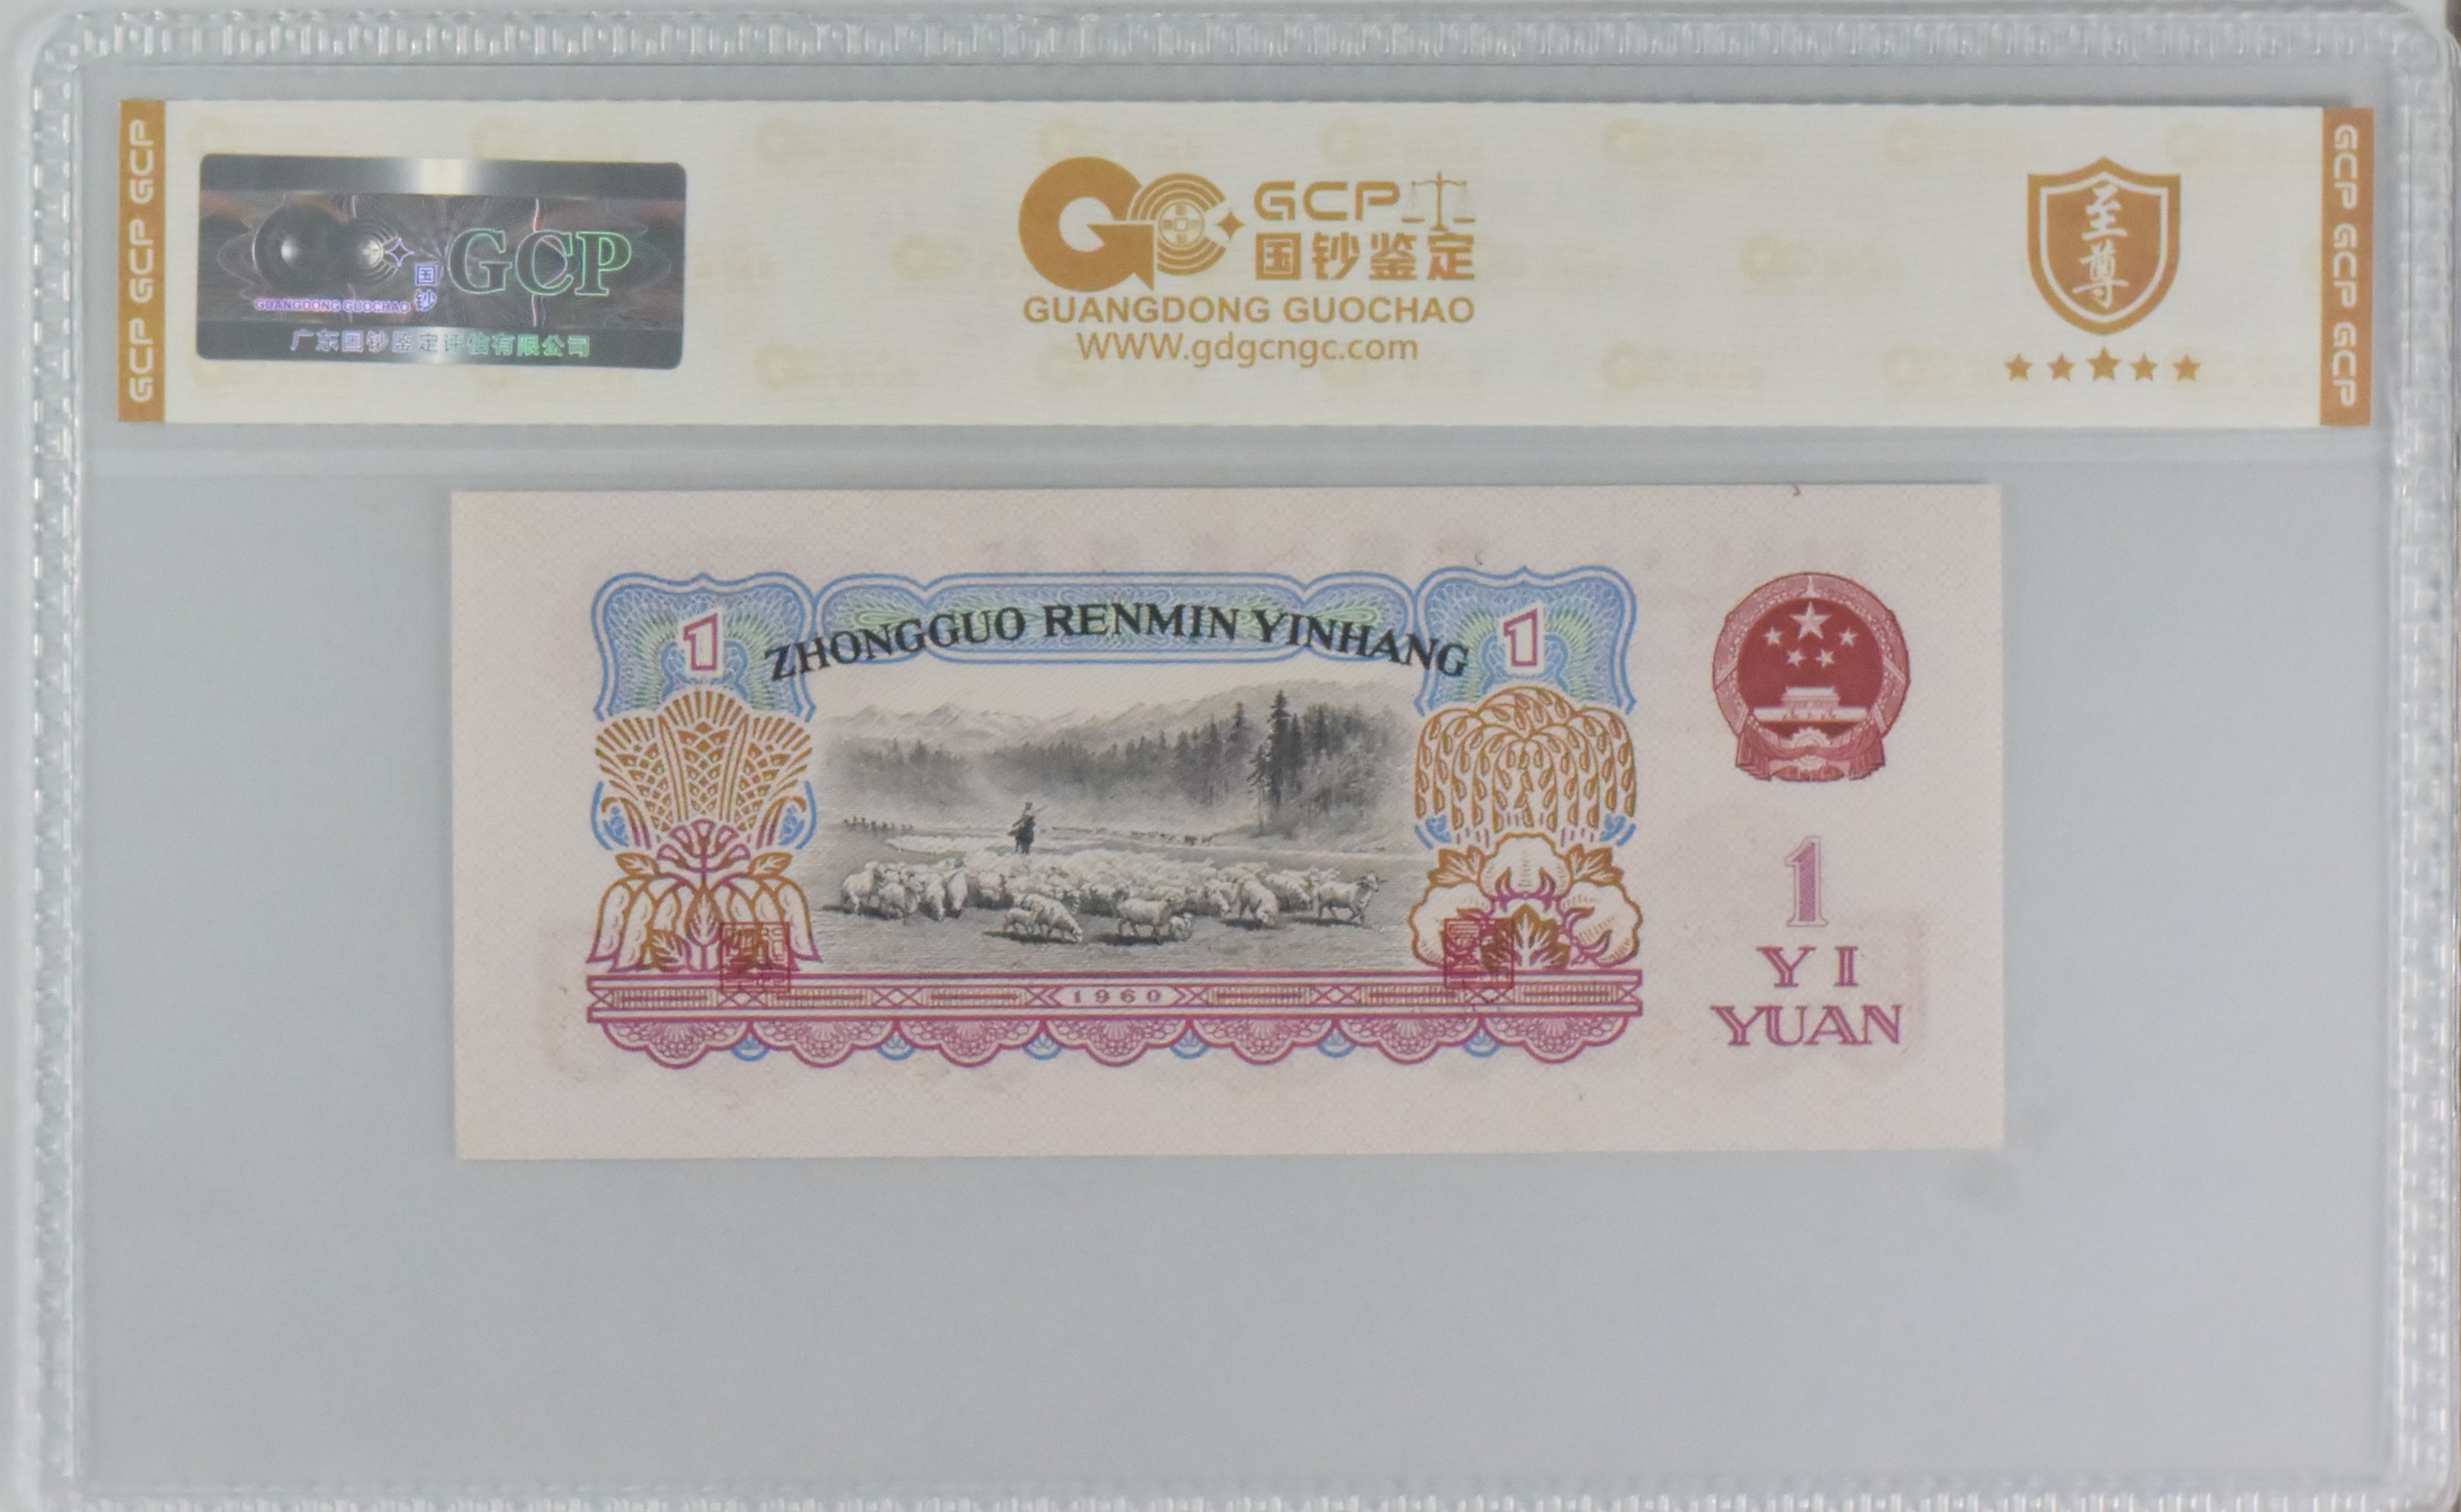 GCP GCP GCP
国
钞
GCP
GUANGDONG GUOCHAO
广东国钞鉴定评估有限公司
GCP
国钞鉴定
GUANGDONG GUOCHAO
www.gdgcngc.com
至
尊
GCP GCP GCP
1
ZHONGGUO RENMIN YINHANG
1
1960
1
YI
YUAN